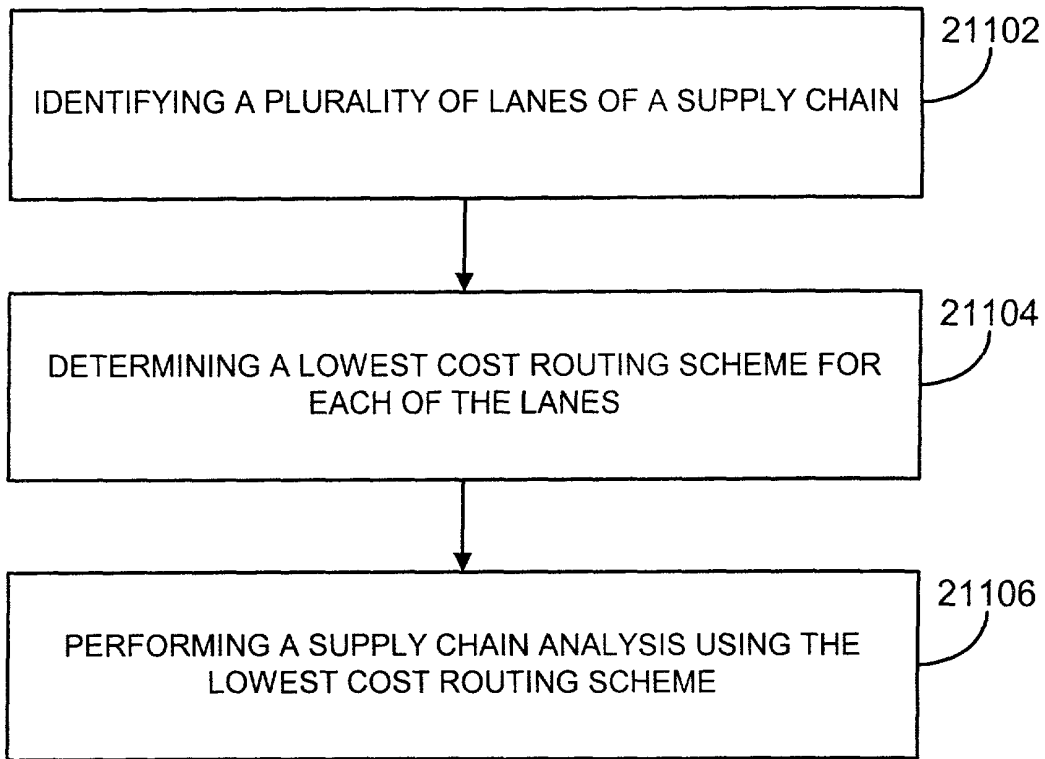 21102
IDENTIFYING A PLURALITY OF LANES OF A SUPPLY CHAIN
21104
DETERMINING A LOWEST COST ROUTING SCHEME FOR
EACH OF THE LANES
21106
PERFORMING A SUPPLY CHAIN ANALYSIS USING THE
LOWEST COST ROUTING SCHEME